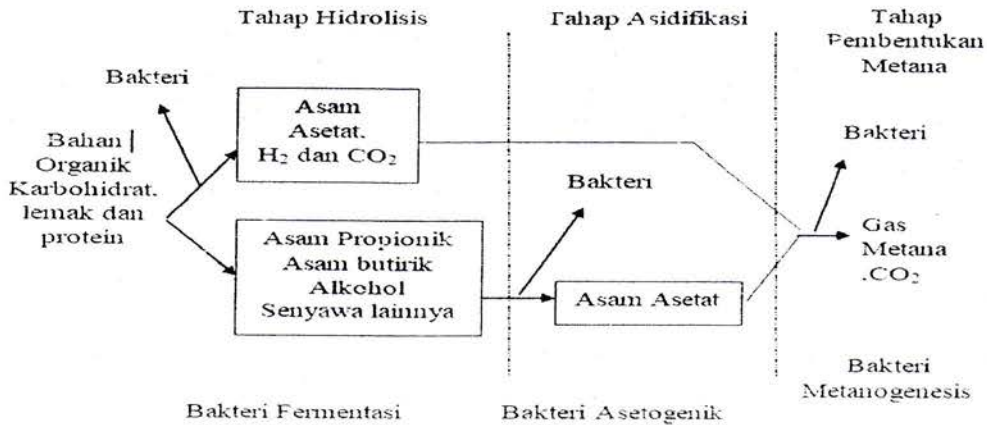 Tahap Hidrolisis
Tahap Asidifikasi
Tahap
Pembentukan
Metana
Bakteri
Asam
Asetat.
H₂ dan CO₂
Bahan
Organik
Karbohidrat.
lemak dan
protein
Asam Propionik
Asam butirik
Alkohol
Senyawa lainnya
Bakteri
Asam Asetat
Bakteri
Gas
Metana
.CO₂
Bakteri Fermentasi
Bakteri Asetogenik
Bakteri
Metanogenesis